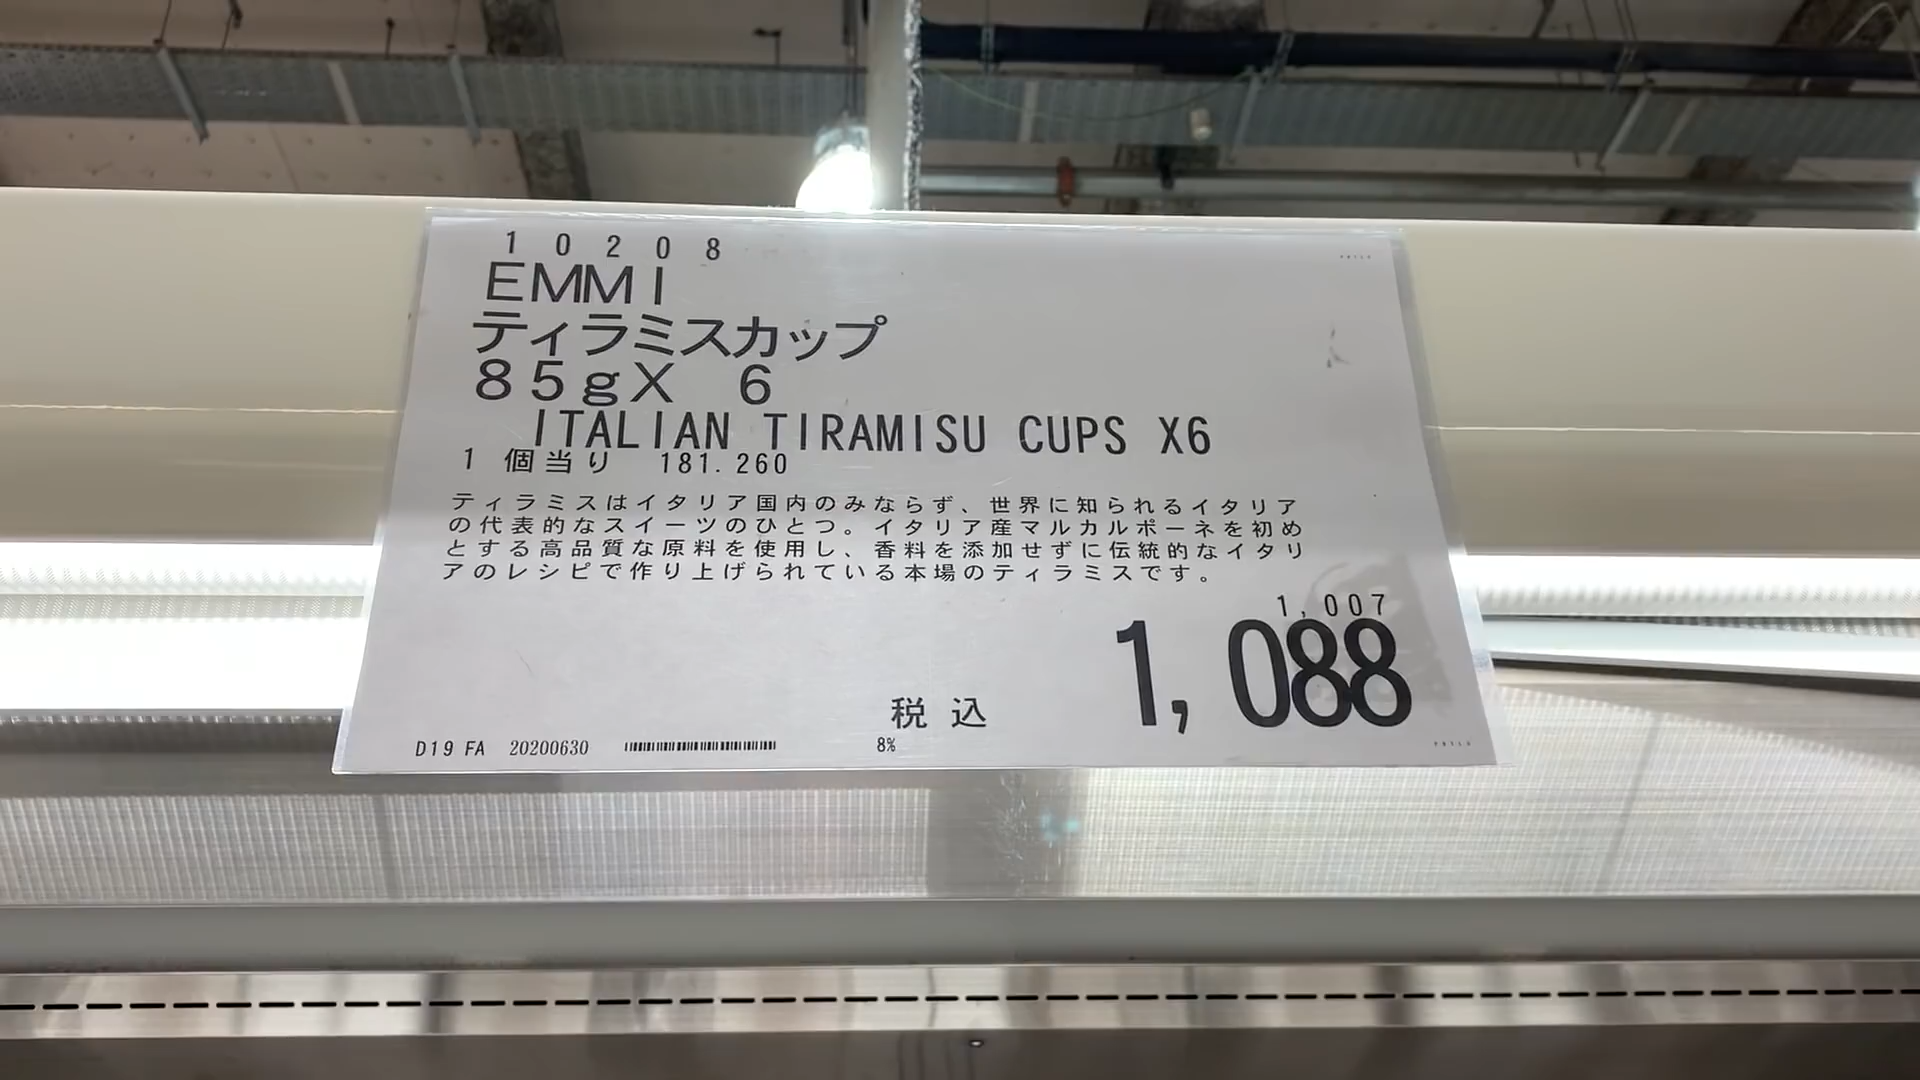 10208
EMMI
ティラミスカップ
85gX 6
ITALIAN TIRAMISU CUPS X6
1 個当り 181.260
ティラミスはイタリア国内のみならず、世界に知られるイタリア
の代表的なスイーツのひとつ。イタリア産マルカルポーネを初め
とする高品質な原料を使用し、香料を添加せずに伝統的なイタリ
アのレシピで作り上げられている本場のティラミスです。
1,007
税込 1,088
D19 FA 20200630 8%